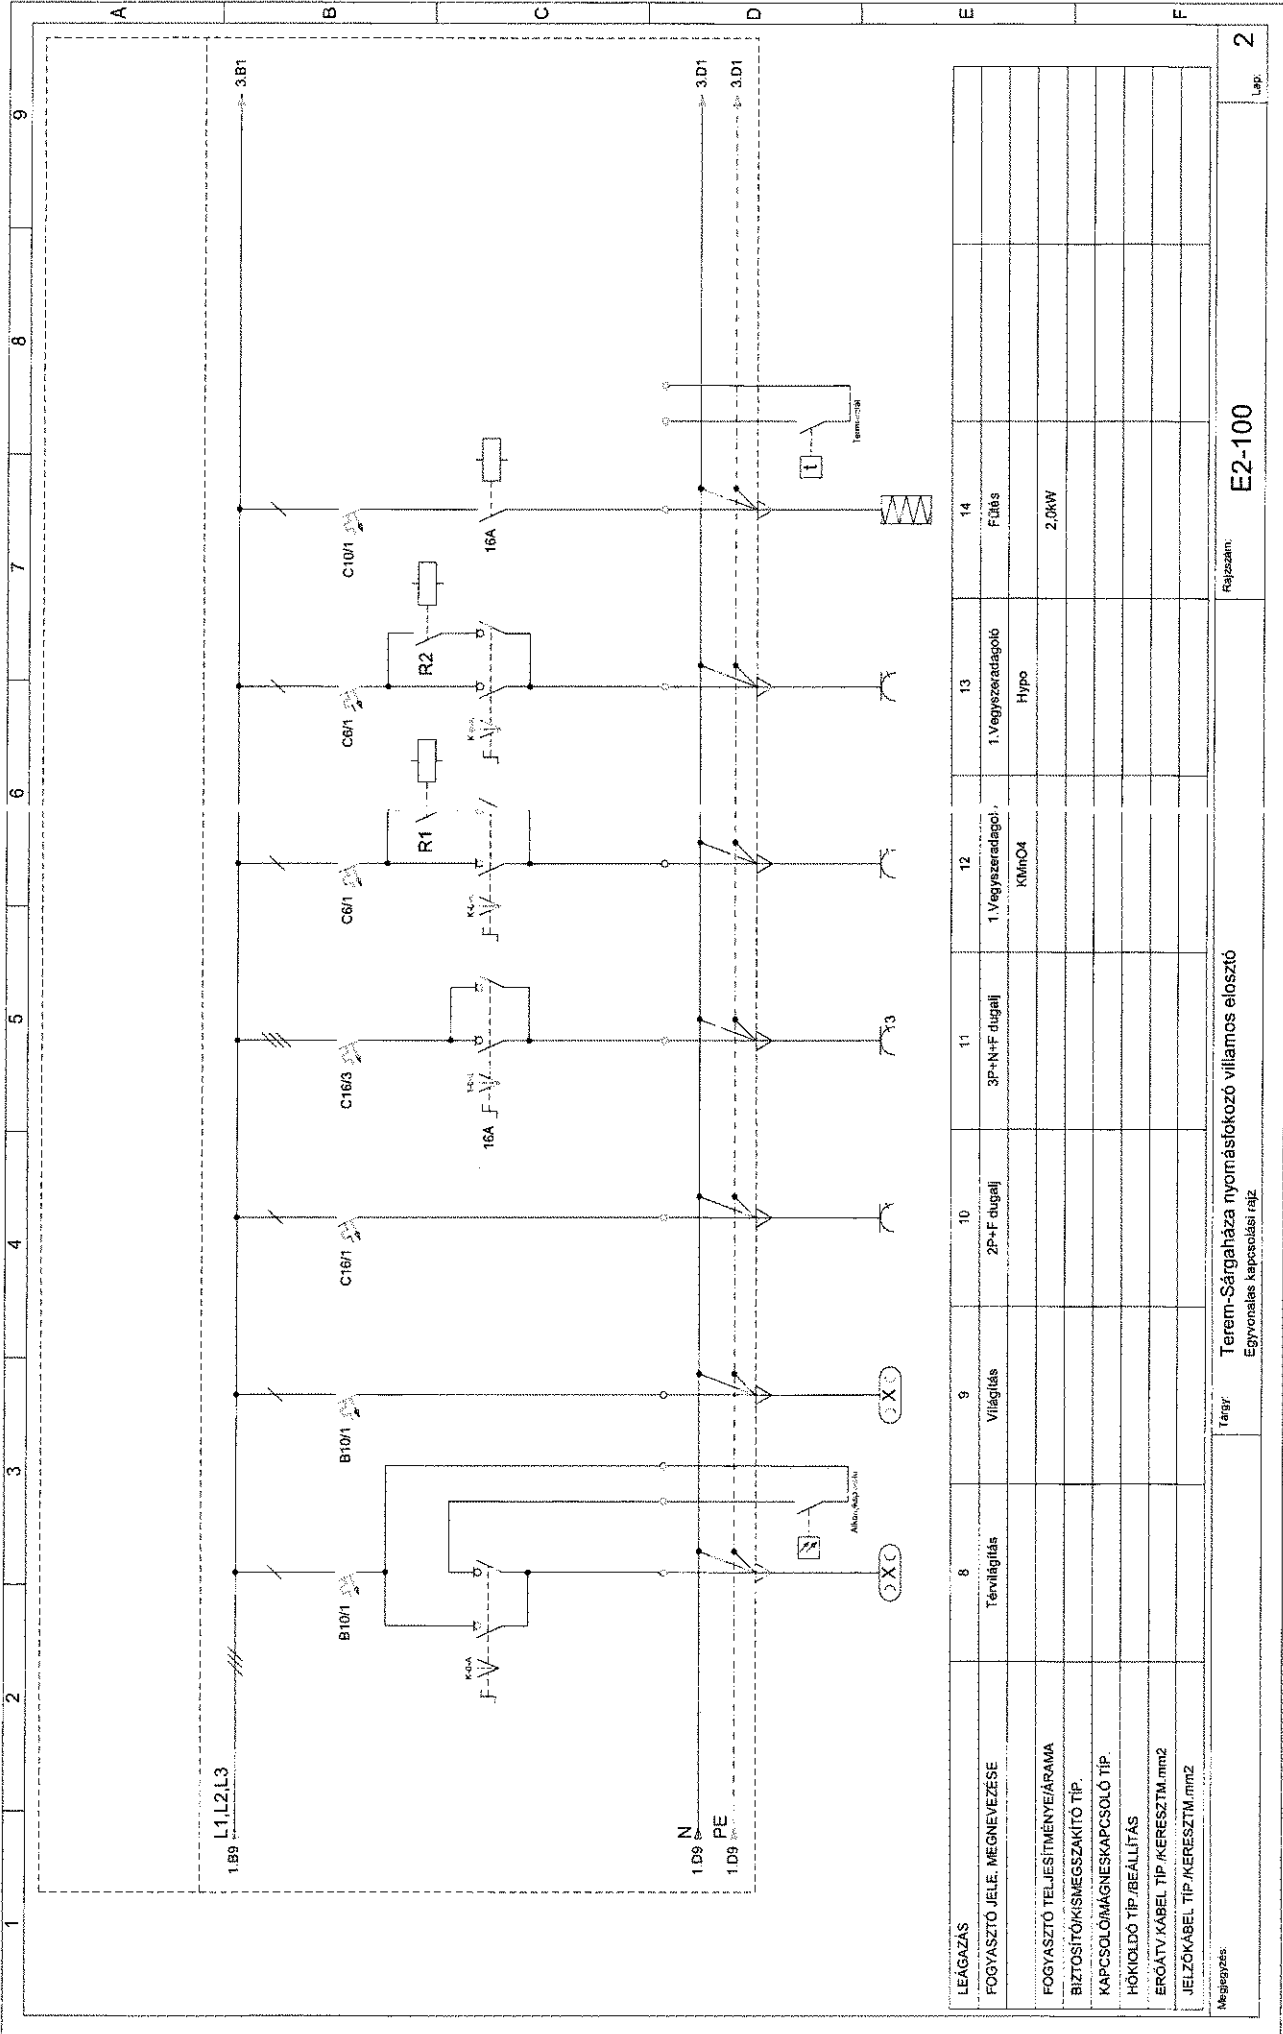 1 2 3 4 5 6 7 8 9
A
B
C
D
E
F
L1,L2,L3
1.B9
3.B1
B10/1
B10/1
C16/1
C16/3
C6/1
C6/1
C10/1
R1
R2
K-0-A
16A
16A
N
1.D9
3.D1
PE
1.D9
3.D1
t
3
LEÁGAZÁS 8 9 10 11 12 13 14
FOGYASZTÓ JELE, MEGNEVEZÉSE Térvilágítás Világítás 2P+F dugalj 3P+N+F dugalj 1.Vegyszeradagol 1.Vegyszeradagoló Fűtés
KMnO4 Hypo
FOGYASZTÓ TELJESÍTMÉNYE/ÁRAMA 2,0kW
BIZTOSÍTÓ/KISMEGSZAKÍTÓ TÍP.
KAPCSOLÓ/MÁGNESKAPCSOLÓ TÍP.
HŐKIOLDÓ TÍP./BEÁLLÍTÁS
ERŐÁTV.KÁBEL TÍP./KERESZTM.mm2
JELZŐKÁBEL TÍP./KERESZTM.mm2
Megjegyzés:
Tárgy:
Terem-Sárgaháza nyomásfokozó villamos elosztó
Egyvonalas kapcsolási rajz
Rajzszám:
E2-100
Lap:
2